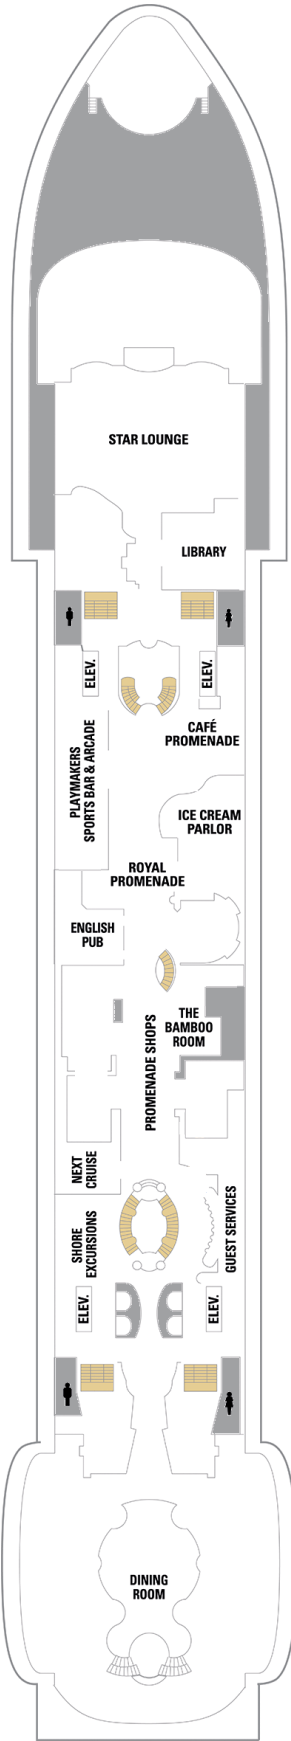 STAR LOUNGE
LIBRARY
ELEV.
ELEV.
CAFÉ
PROMENADE
PLAYMAKERS
SPORTS BAR & ARCADE
ICE CREAM
PARLOR
ROYAL
PROMENADE
ENGLISH
PUB
THE
BAMBOO
ROOM
PROMENADE SHOPS
NEXT
CRUISE
SHORE
EXCURSIONS
GUEST SERVICES
ELEV.
ELEV.
DINING
ROOM